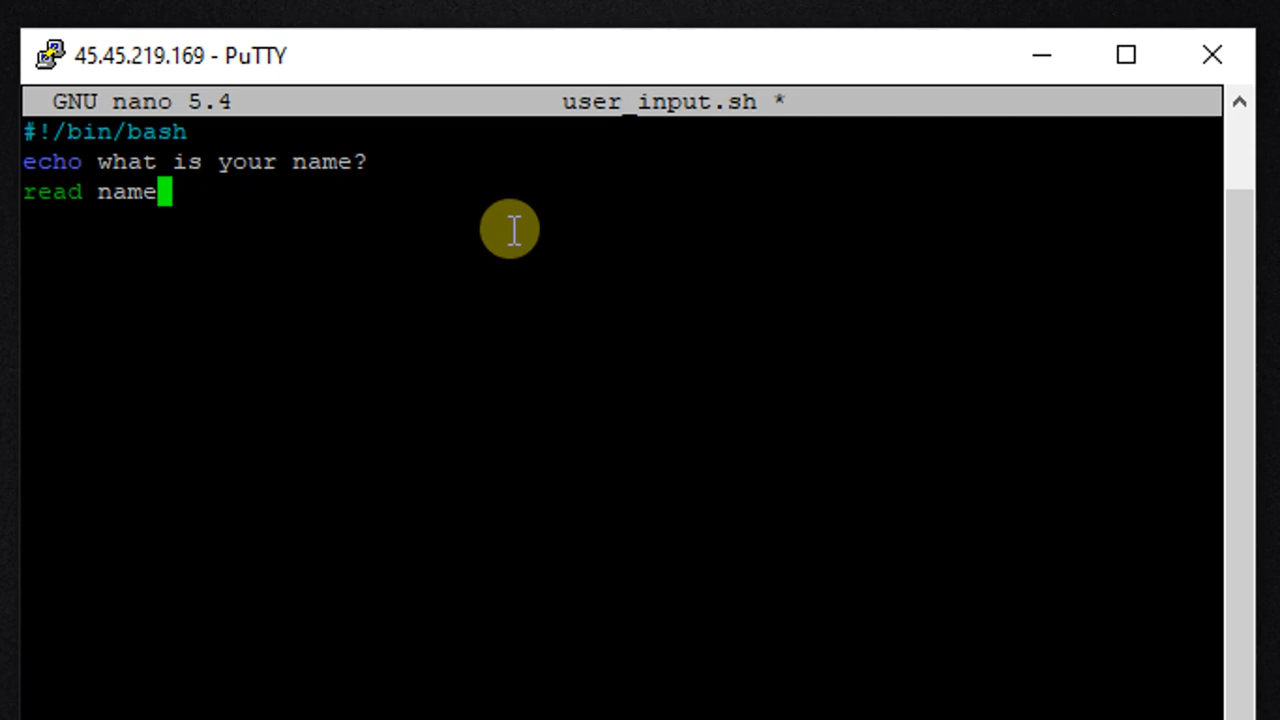 45.45.219.169 - PuTTY
GNU nano 5.4 user_input.sh *
#!/bin/bash
echo what is your name?
read name